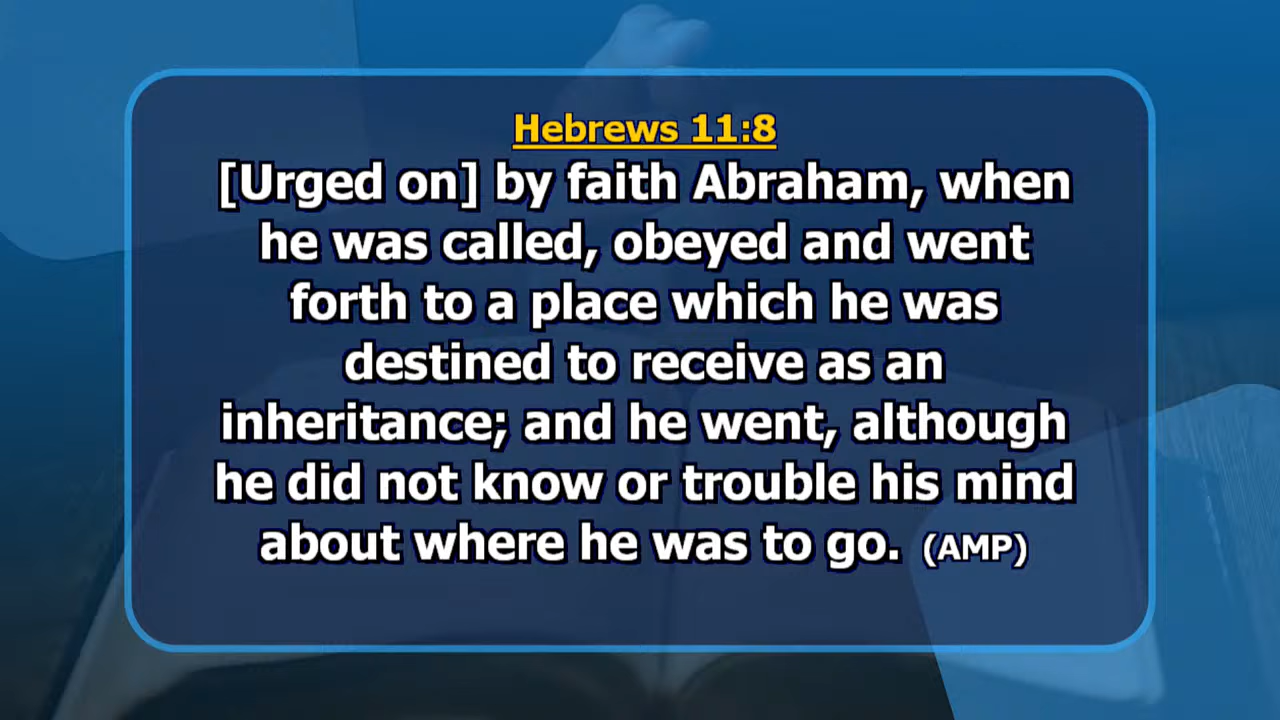 Hebrews 11:8
[Urged on] by faith Abraham, when
he was called, obeyed and went
forth to a place which he was
destined to receive as an
inheritance; and he went, although
he did not know or trouble his mind
about where he was to go. (AMP)